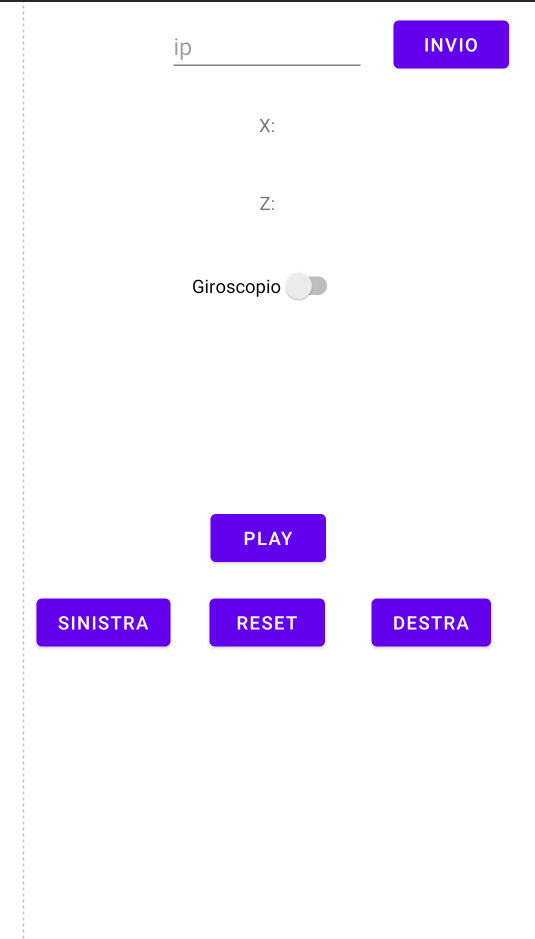 ip INVIO
X:
Z:
Giroscopio
PLAY
SINISTRA RESET DESTRA